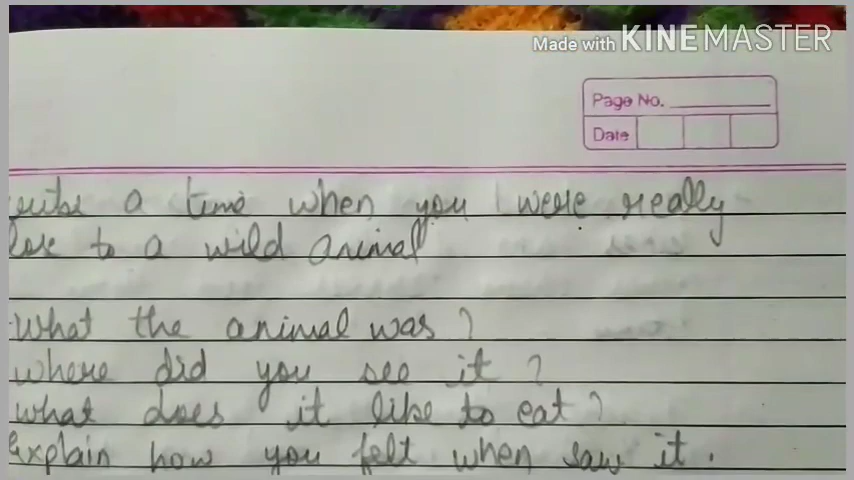 Made with KINEMASTER
Page No.
Date
a time when you were really
to a wild animal
What the animal was?
where did you see it?
what does it like to eat?
Explain how you felt when saw it.